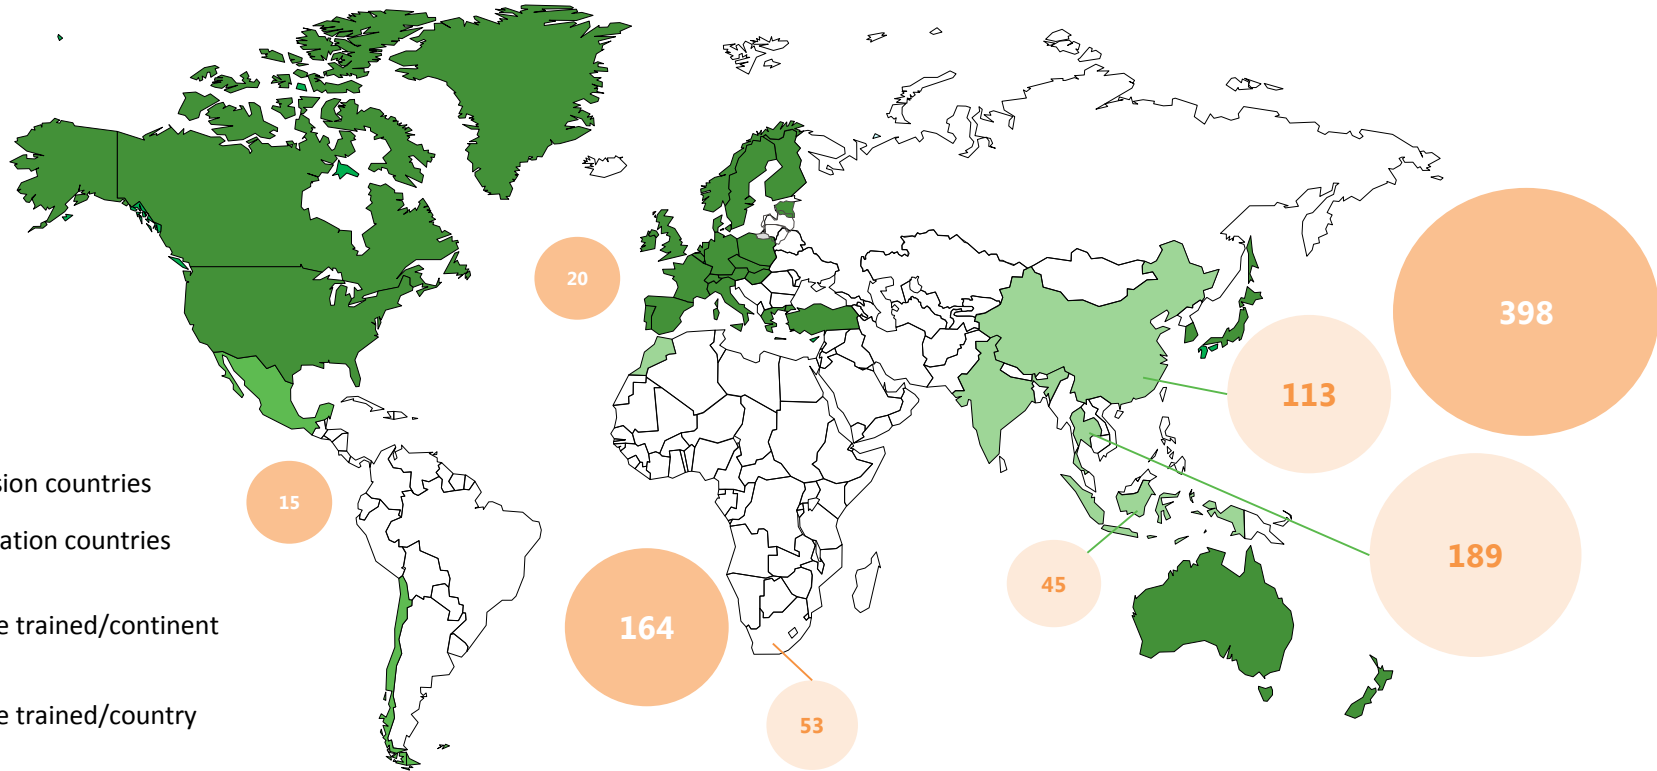 398
20
113
sion countries
15
ation countries
189
45
e trained/continent
164
e trained/country
53